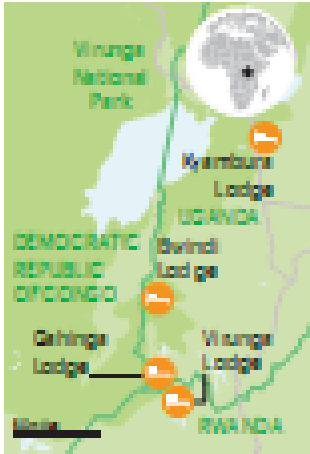 Virunga
National
Park
Kyambura
Lodge
UGANDA
DEMOCRATIC
REPUBLIC
OF CONGO
Bwindi
Lodge
Gahinga
Lodge
Virunga
Lodge
RWANDA